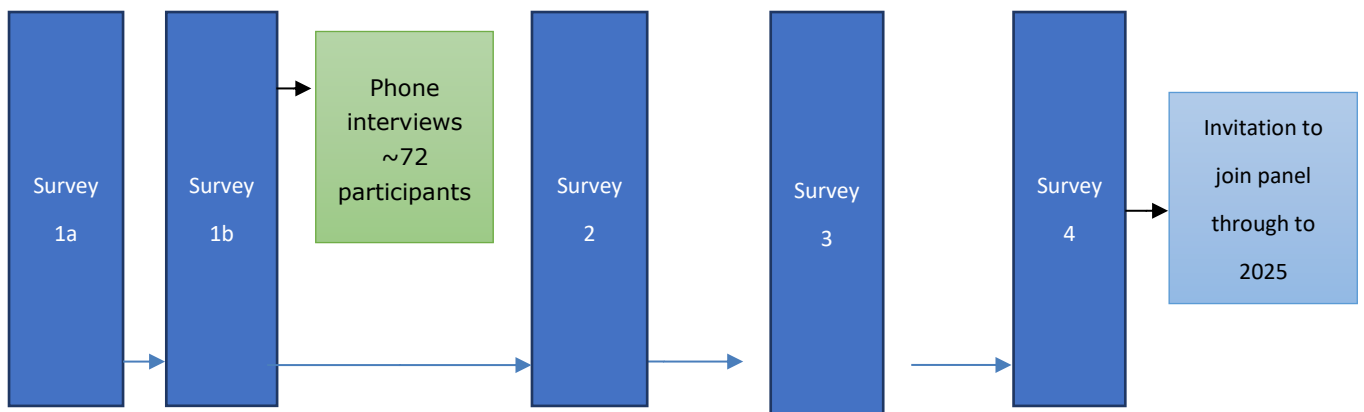 Survey
1a
Survey
1b
Phone
interviews
~72
participants
Survey
2
Survey
3
Survey
4
Invitation to
join panel
through to
2025